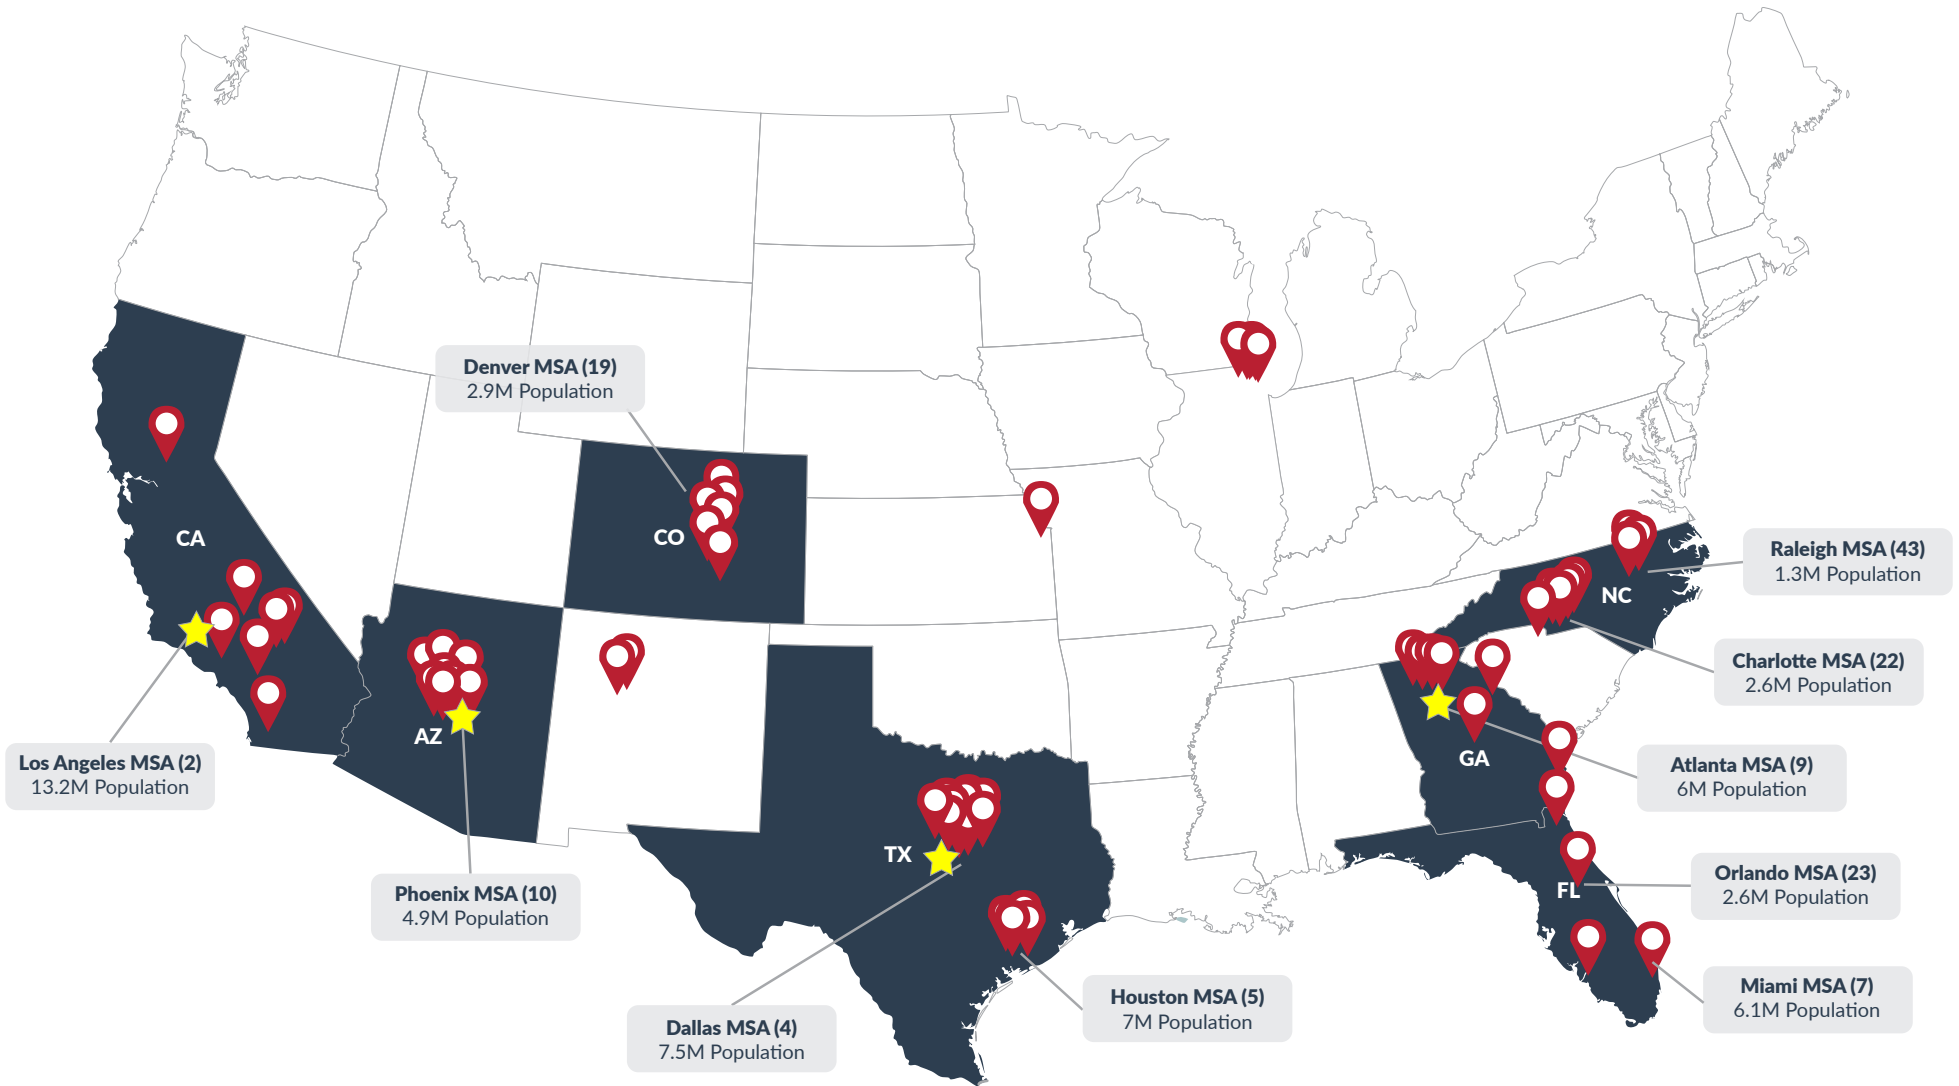 Denver MSA (19)
2.9M Population
CA
CO
NC
Raleigh MSA (43)
1.3M Population
Charlotte MSA (22)
2.6M Population
AZ
GA
Los Angeles MSA (2)
13.2M Population
Atlanta MSA (9)
6M Population
TX
FL
Phoenix MSA (10)
4.9M Population
Orlando MSA (23)
2.6M Population
Miami MSA (7)
6.1M Population
Houston MSA (5)
7M Population
Dallas MSA (4)
7.5M Population